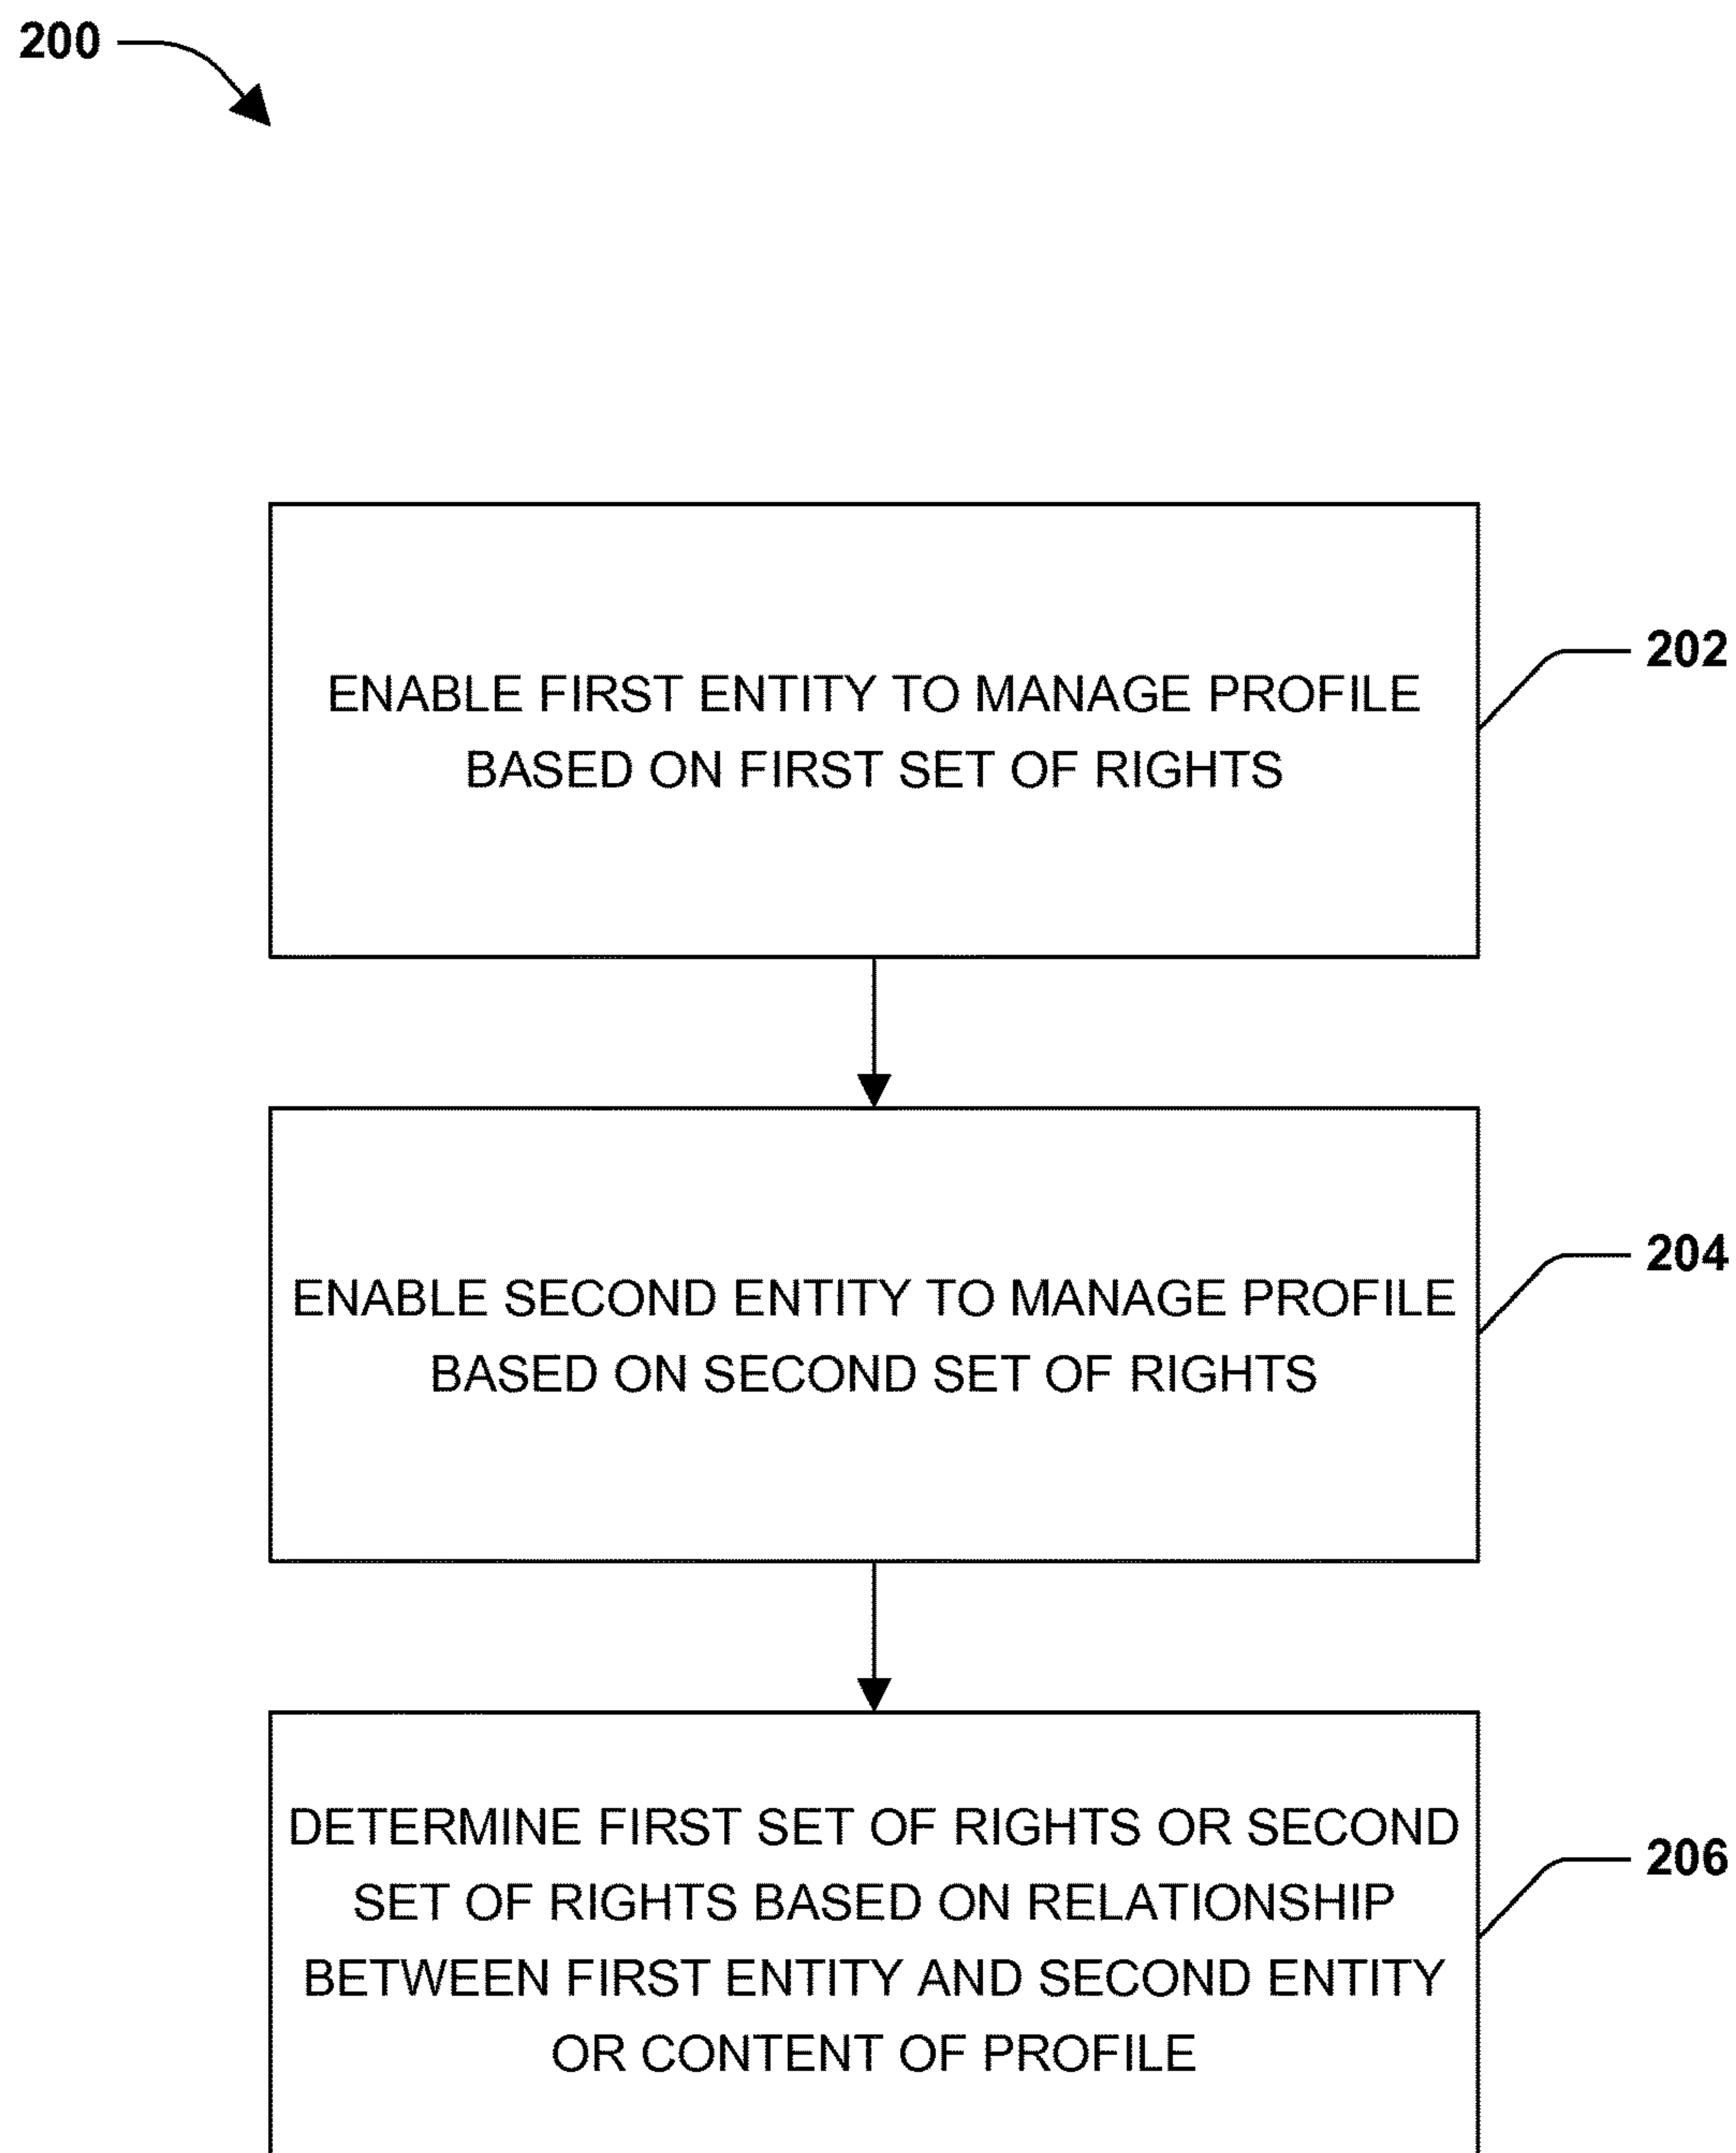 200
ENABLE FIRST ENTITY TO MANAGE PROFILE
BASED ON FIRST SET OF RIGHTS
202
ENABLE SECOND ENTITY TO MANAGE PROFILE
BASED ON SECOND SET OF RIGHTS
204
DETERMINE FIRST SET OF RIGHTS OR SECOND
SET OF RIGHTS BASED ON RELATIONSHIP
BETWEEN FIRST ENTITY AND SECOND ENTITY
OR CONTENT OF PROFILE
206